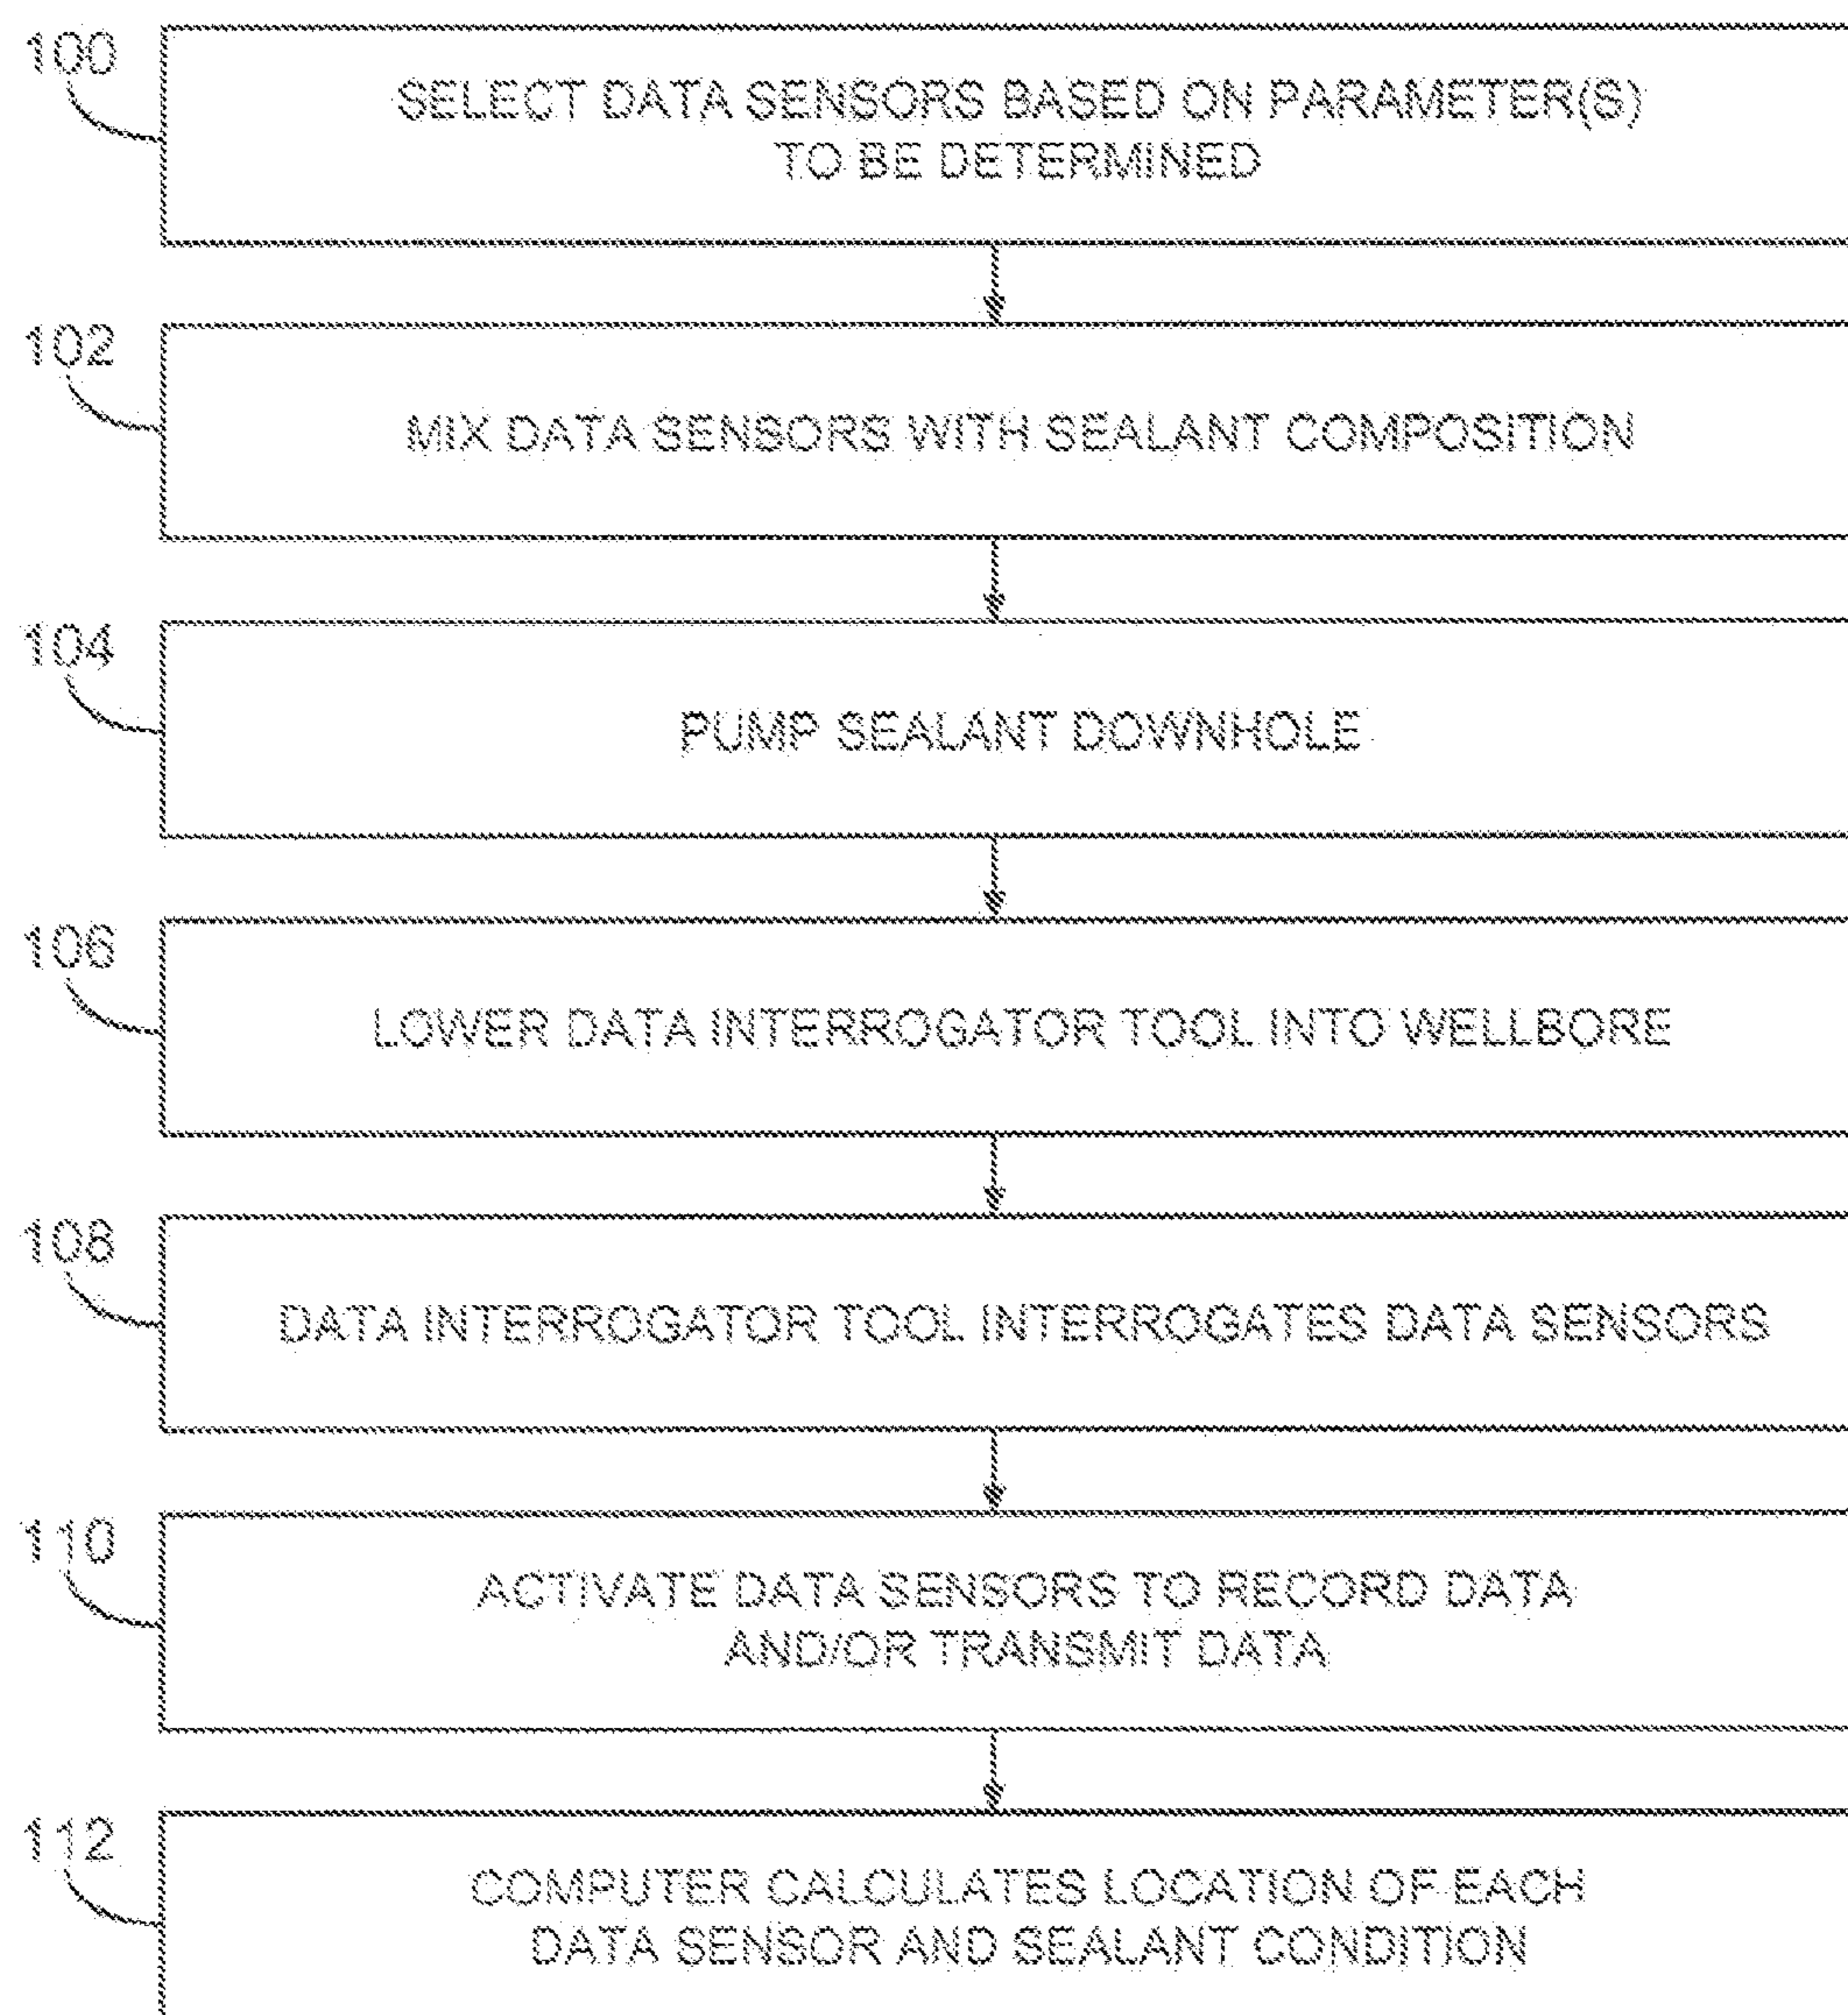 100
SELECT DATA SENSORS BASED ON PARAMETER(S)
TO BE DETERMINED
102
MIX DATA SENSORS WITH SEALANT COMPOSITION
104
PUMP SEALANT DOWNHOLE
106
LOWER DATA INTERROGATOR TOOL INTO WELLBORE
108
DATA INTERROGATOR TOOL INTERROGATES DATA SENSORS
110
ACTIVATE DATA SENSORS TO RECORD DATA
AND/OR TRANSMIT DATA
112
COMPUTER CALCULATES LOCATION OF EACH
DATA SENSOR AND SEALANT CONDITION